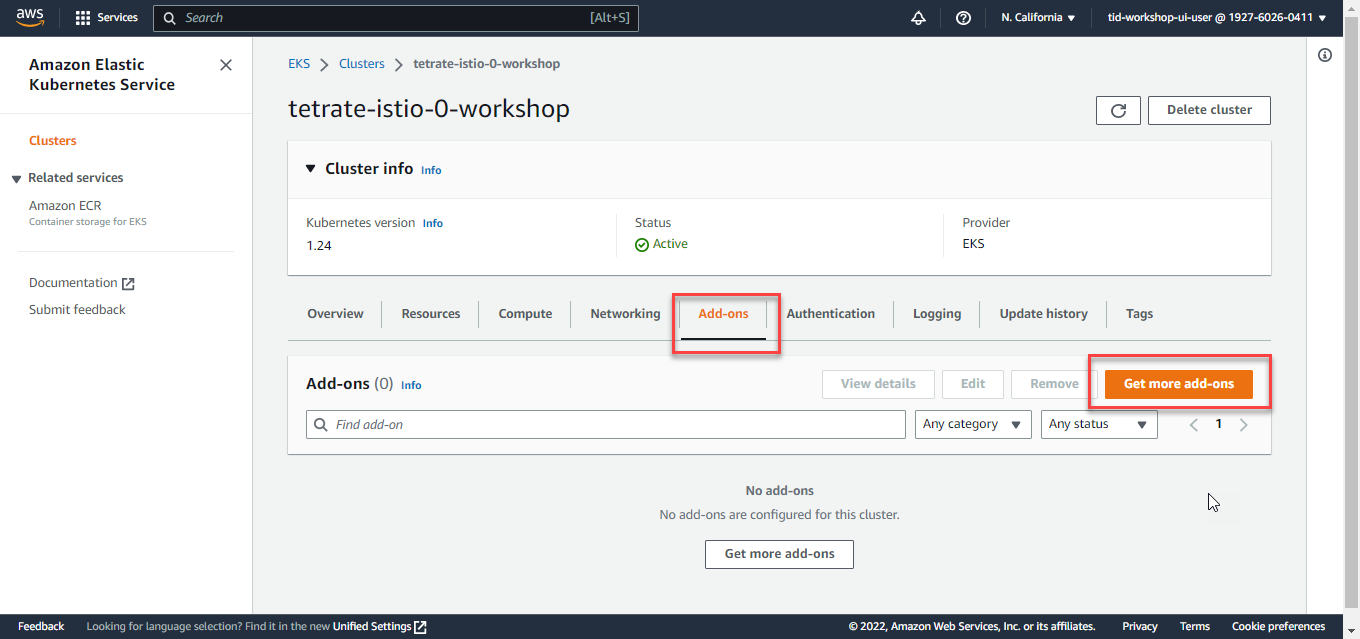 aws Services Search [Alt+S] N. California tid-workshop-ui-user @ 1927-6026-0411
Amazon Elastic
Kubernetes Service
Clusters
Related services
Amazon ECR
Container storage for EKS
Documentation
Submit feedback
EKS Clusters tetrate-istio-0-workshop
tetrate-istio-0-workshop
Delete cluster
Cluster info Info
Kubernetes version Info
1.24
Status
Active
Provider
EKS
Overview Resources Compute Networking Add-ons Authentication Logging Update history Tags
Add-ons (0) Info View details Edit Remove Get more add-ons
Find add-on Any category Any status 1
No add-ons
No add-ons are configured for this cluster.
Get more add-ons
Feedback Looking for language selection? Find it in the new Unified Settings © 2022, Amazon Web Services, Inc. or its affiliates. Privacy Terms Cookie preferences